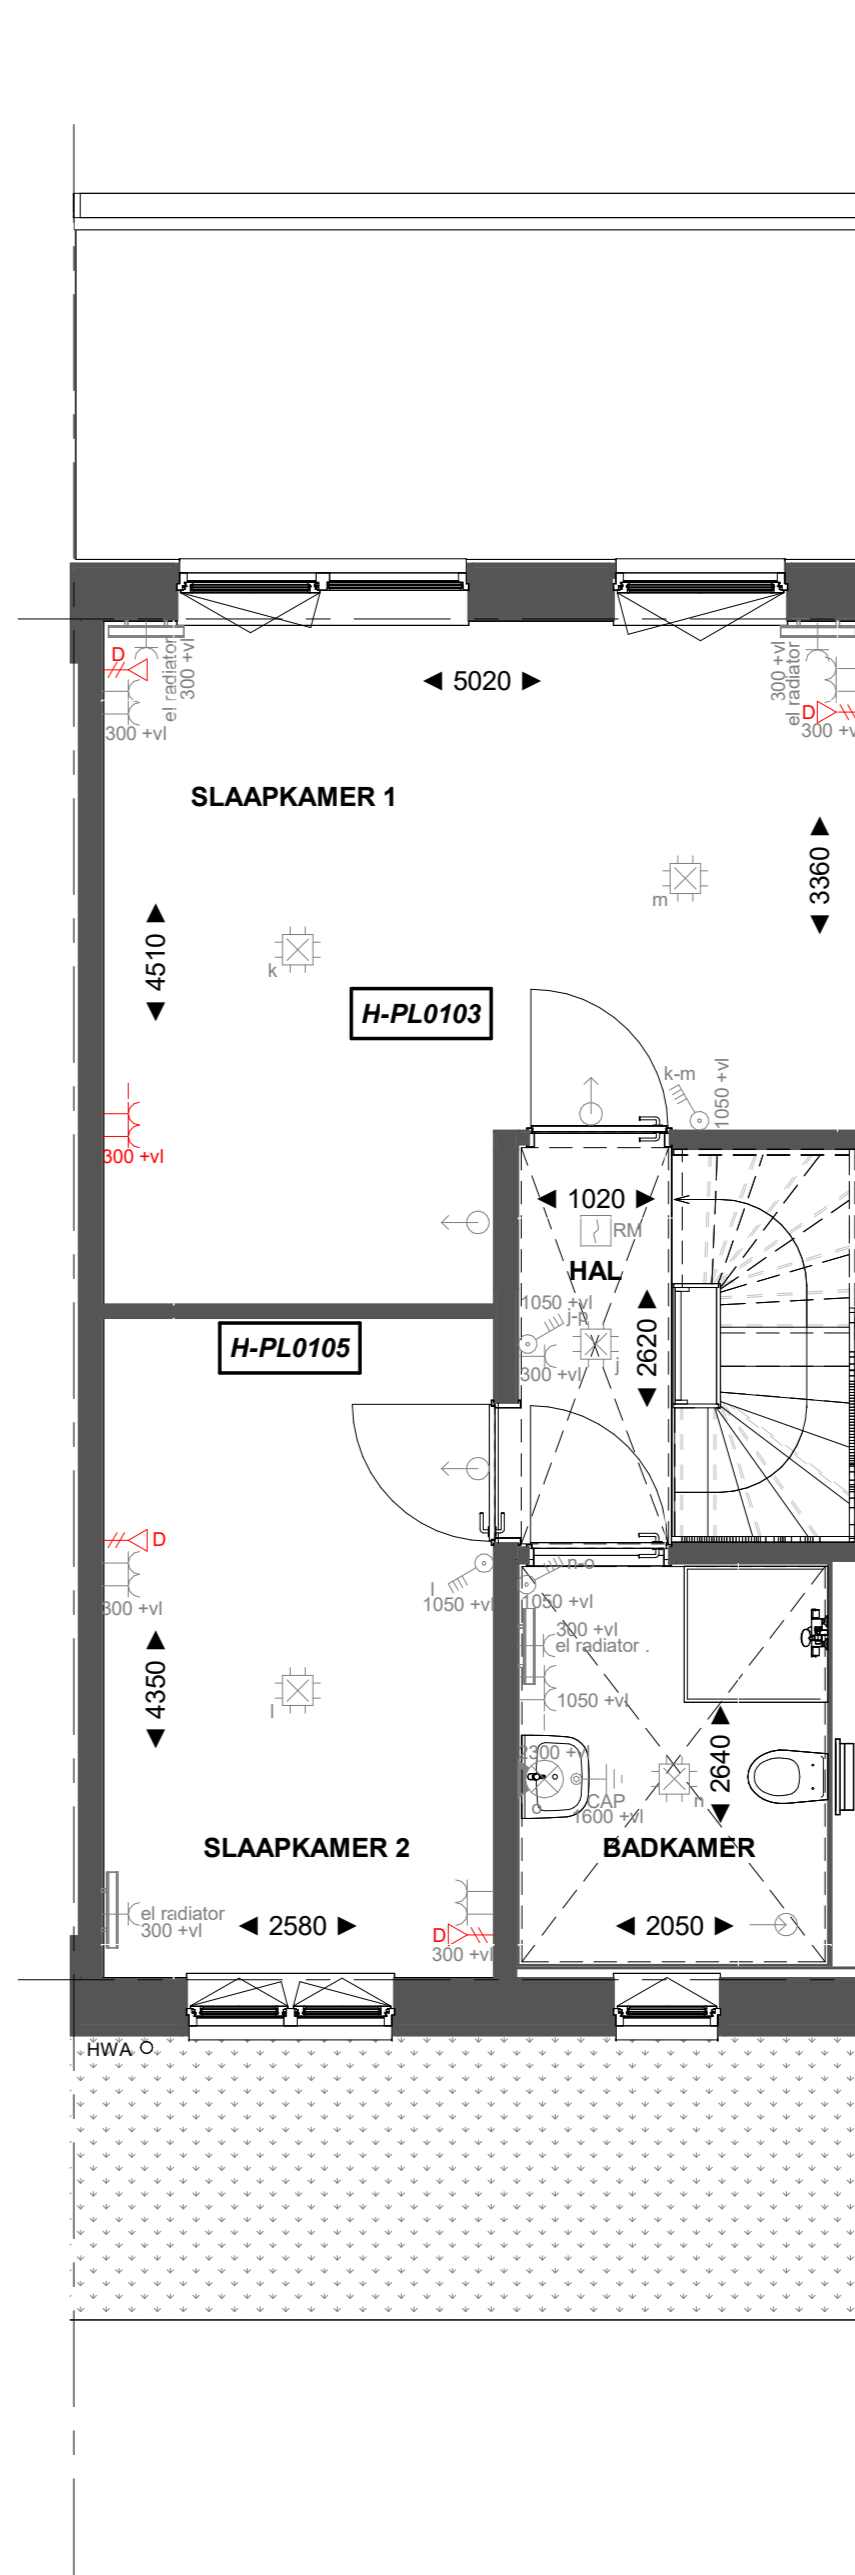 D
el radiator
300 +vl
300 +vl
5020
300 +vl
el radiator
D
300 +v
SLAAPKAMER 1
3360
m
4510
k
H-PL0103
k-m
1050 +vl
300 +vl
1020
RM
HAL
1050 +vl
j-p
2620
300 +vl
j
H-PL0105
D
300 +vl
l
1050 +vl
n-o
1050 +vl
300 +vl
el radiator .
4350
l
1050 +vl
2640
2300 +vl
CAP
n
o
1600 +vl
SLAAPKAMER 2
BADKAMER
el radiator
300 +vl
2580
D
300 +vl
2050
HWA